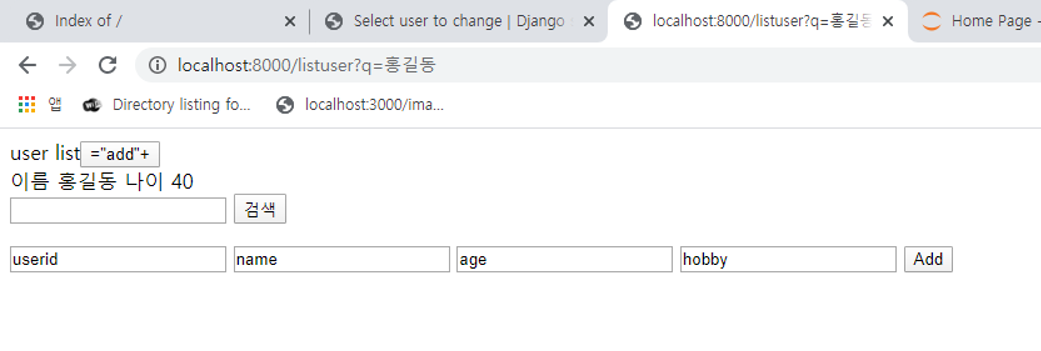 Index of /
Select user to change | Django
localhost:8000/listuser?q=홍길동
Home Page -
localhost:8000/listuser?q=홍길동
앱
Directory listing fo...
localhost:3000/ima...
user list ="add"+
이름 홍길동 나이 40
검색
userid name age hobby Add